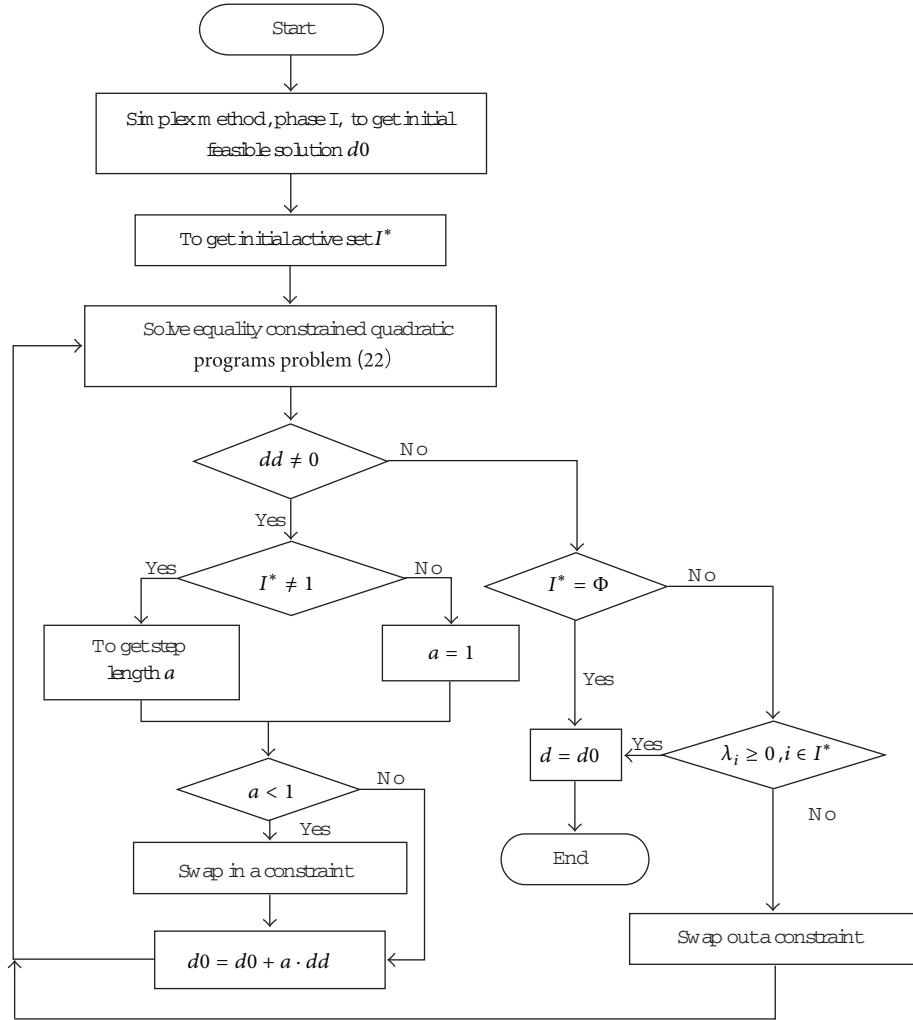 Start
Simplex method, phase I, to get initial
feasible solution d0
To get initial active set I*
Solve equality constrained quadratic
programs problem (22)
dd ≠ 0
No
Yes
I* ≠ 1
Yes
No
I* = Φ
No
To get step
length a
a = 1
Yes
d = d0
Yes
λi ≥ 0, i ∈ I*
a < 1
No
Yes
No
Swap in a constraint
End
d0 = d0 + a · dd
Swap out a constraint